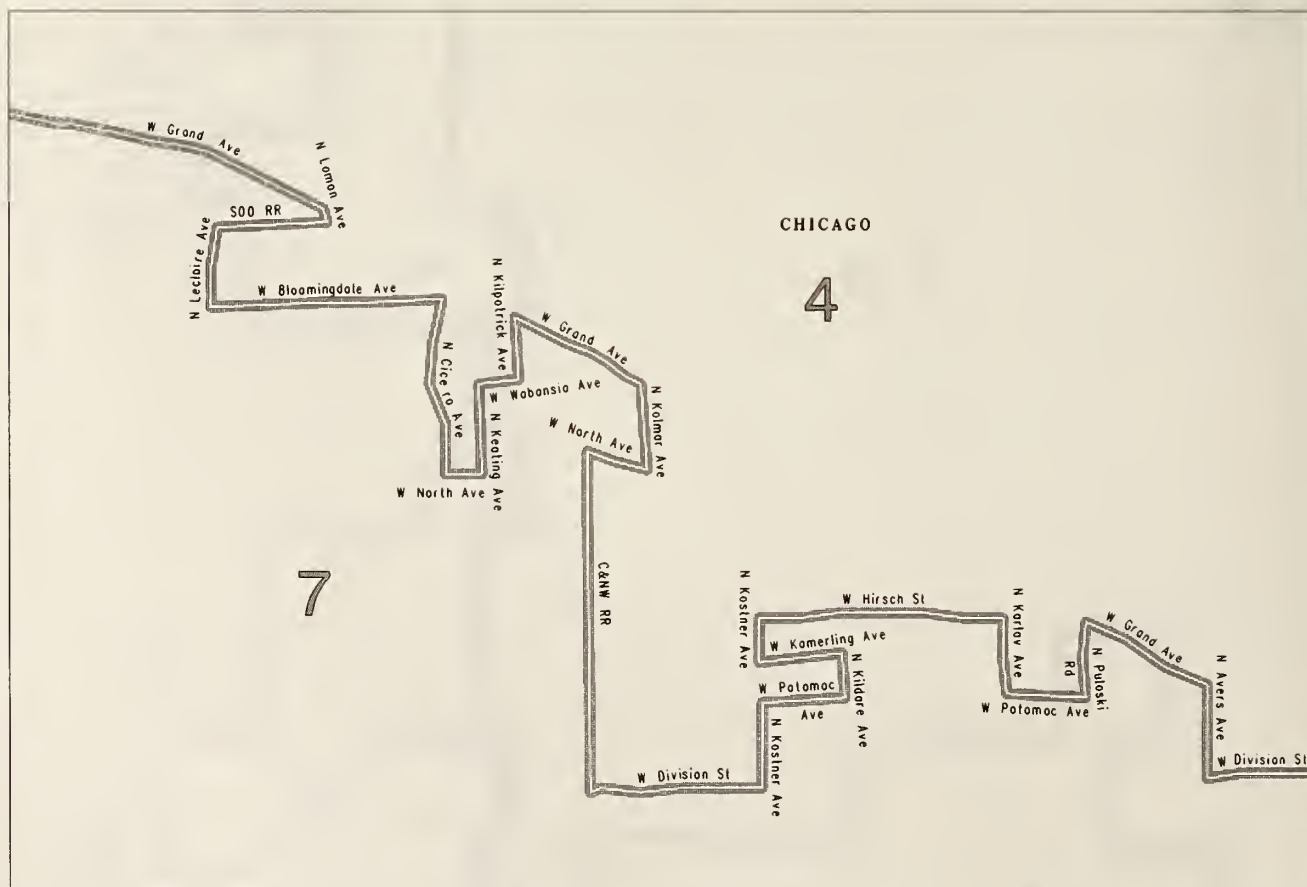 W Grand Ave
N Lamon Ave
SOO RR
N Leclaire Ave
W Bloomingdale Ave
CHICAGO
4
N Kilpatrick Ave
W Grand Ave
N Cicero Ave
W Wabansia Ave
N Kolmar Ave
W North Ave
N Keating Ave
W North Ave
7
C&NW RR
N Kostner Ave
W Hirsch St
N Karlov Ave
W Grand Ave
W Kamerling Ave
N Kildare Ave
N Pulaski
Rd
N Avers Ave
W Potomac
Ave
W Potomac Ave
N Kostner Ave
W Division St
W Division St